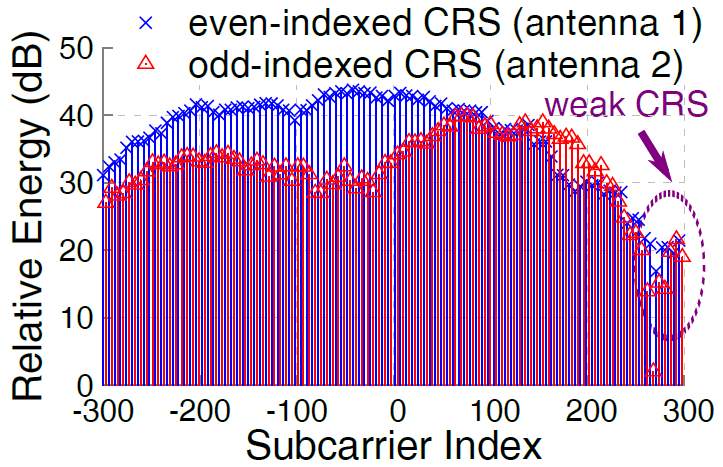 even-indexed CRS (antenna 1)
odd-indexed CRS (antenna 2)
weak CRS
Relative Energy (dB)
50
40
30
20
10
0
-300 -200 -100 0 100 200 300
Subcarrier Index